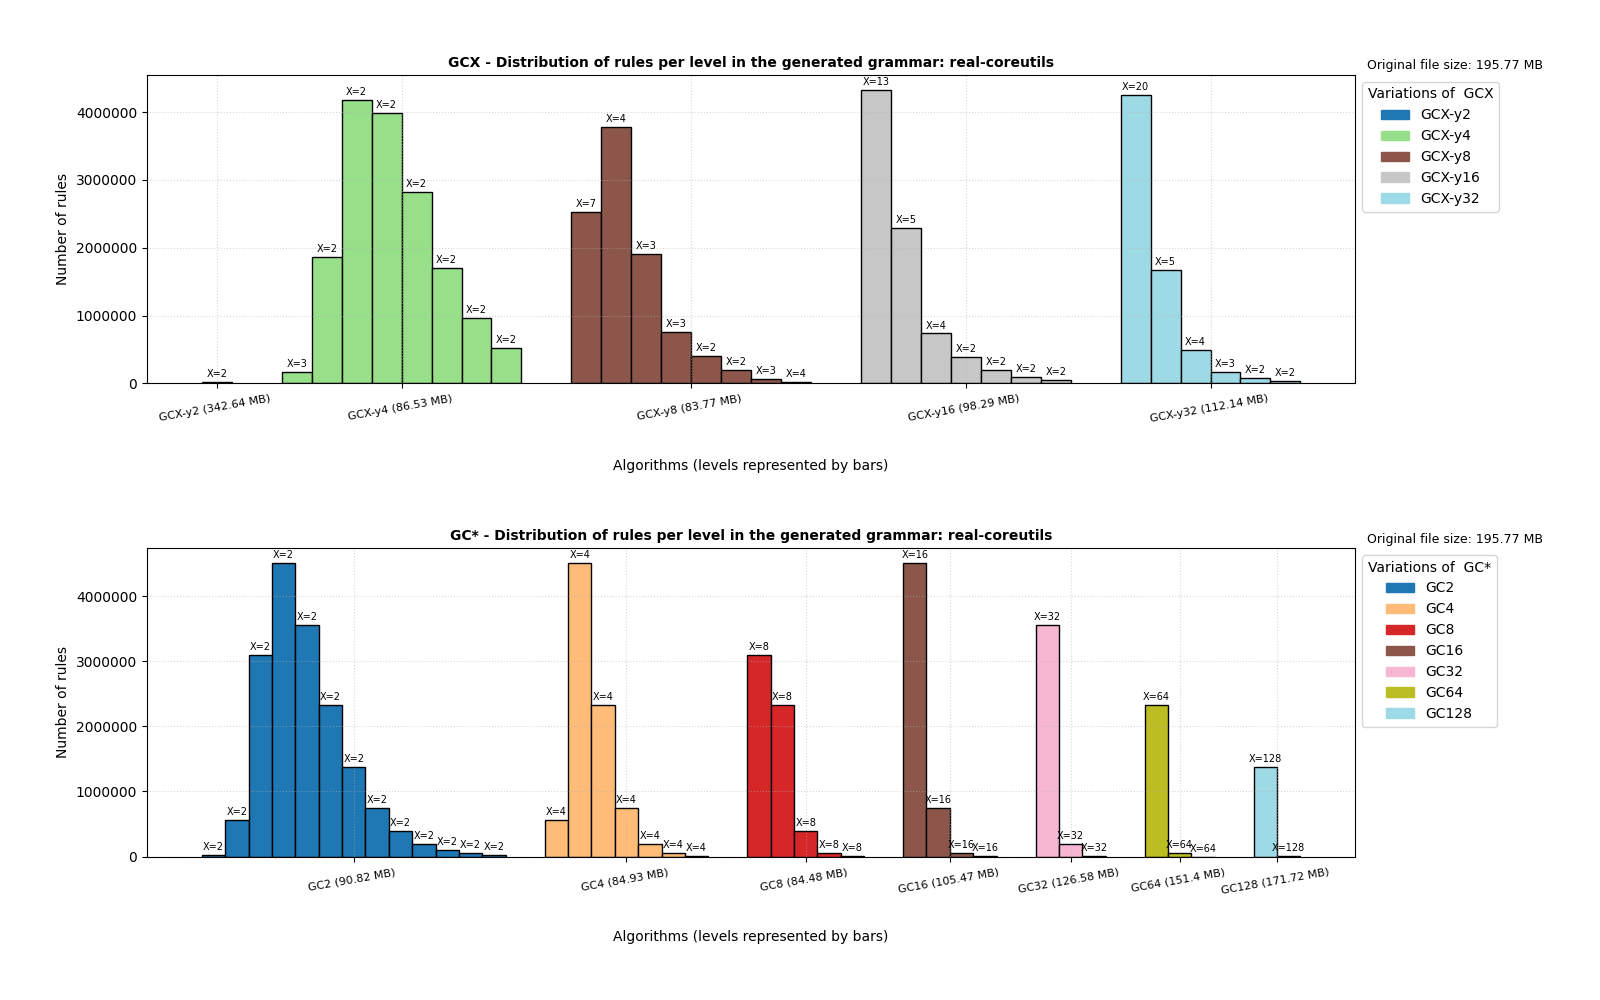 GCX - Distribution of rules per level in the generated grammar: real-coreutils
Original file size: 195.77 MB
Variations of  GCX
GCX-y2
GCX-y4
GCX-y8
GCX-y16
GCX-y32
Number of rules
4000000
3000000
2000000
1000000
0
X=2
X=3
X=2
X=2
X=2
X=2
X=2
X=2
X=2
X=7
X=4
X=3
X=3
X=2
X=2
X=3
X=4
X=13
X=5
X=4
X=2
X=2
X=2
X=2
X=20
X=5
X=4
X=3
X=2
X=2
GCX-y2 (342.64 MB)
GCX-y4 (86.53 MB)
GCX-y8 (83.77 MB)
GCX-y16 (98.29 MB)
GCX-y32 (112.14 MB)
Algorithms (levels represented by bars)
GC* - Distribution of rules per level in the generated grammar: real-coreutils
Original file size: 195.77 MB
Variations of  GC*
GC2
GC4
GC8
GC16
GC32
GC64
GC128
Number of rules
4000000
3000000
2000000
1000000
0
X=2
X=2
X=2
X=2
X=2
X=2
X=2
X=2
X=2
X=2
X=2
X=2
X=2
X=4
X=4
X=4
X=4
X=4
X=4
X=4
X=8
X=8
X=8
X=8
X=8
X=16
X=16
X=16
X=16
X=32
X=32
X=32
X=64
X=64
X=64
X=128
X=128
GC2 (90.82 MB)
GC4 (84.93 MB)
GC8 (84.48 MB)
GC16 (105.47 MB)
GC32 (126.58 MB)
GC64 (151.4 MB)
GC128 (171.72 MB)
Algorithms (levels represented by bars)